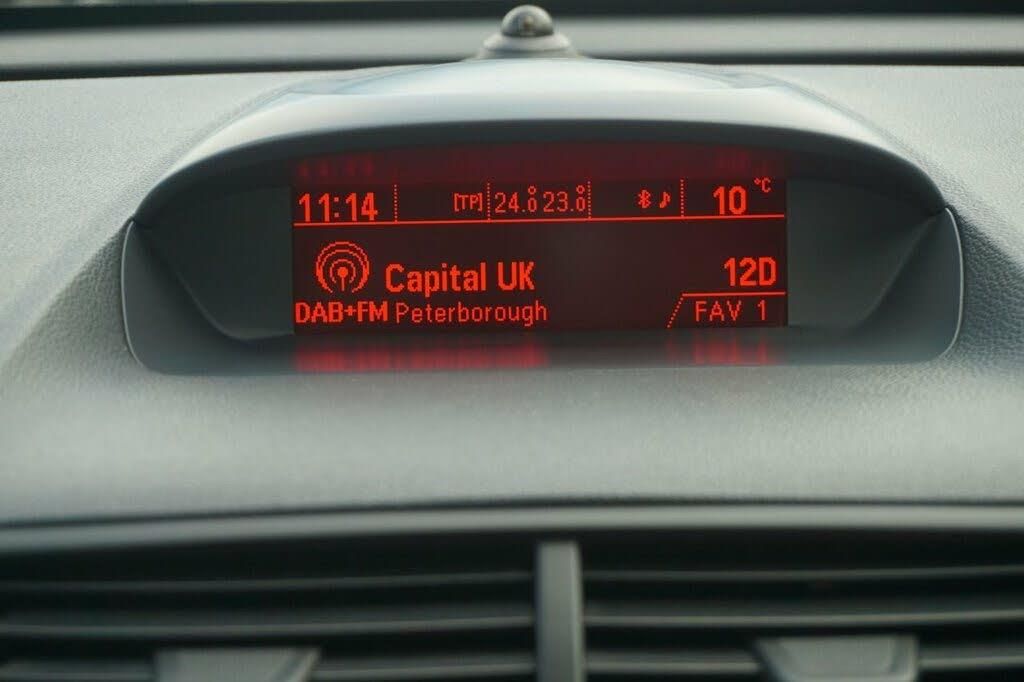 11:14 [TP] 24.0° 23.0° 10 °C
Capital UK 12D
DAB+FM Peterborough FAV 1